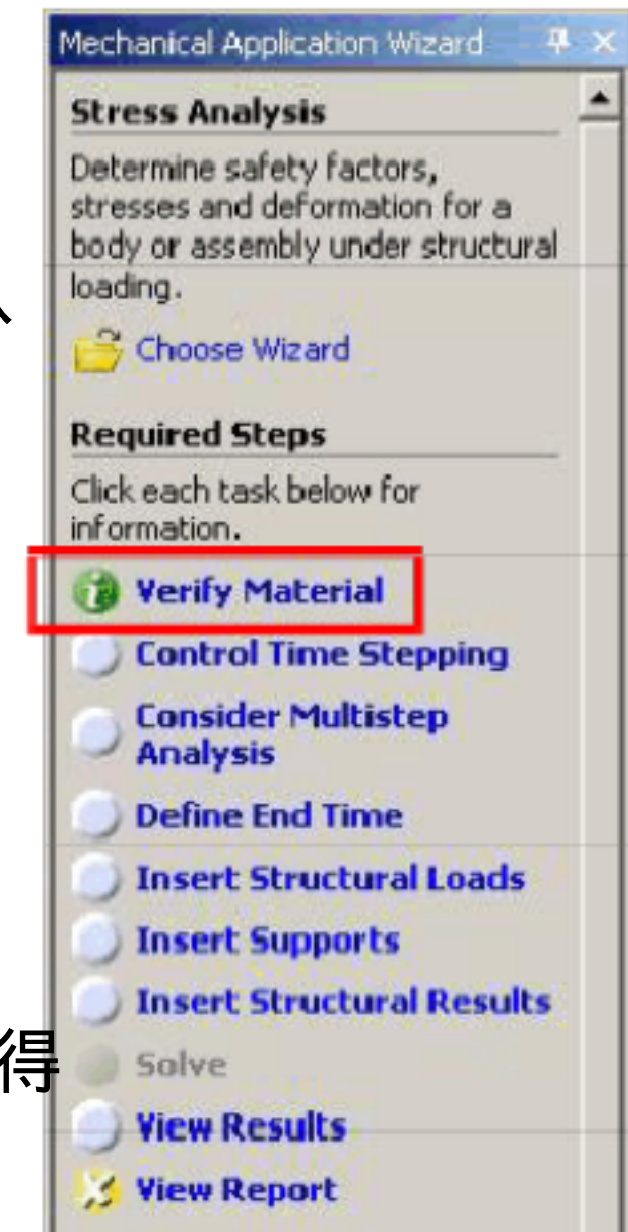 Mechanical Application Wizard
Stress Analysis
Determine safety factors,
stresses and deformation for a
body or assembly under structural
loading.
Choose Wizard
Required Steps
Click each task below for
information.
Verify Material
Control Time Stepping
Consider Multistep
Analysis
Define End Time
Insert Structural Loads
Insert Supports
Insert Structural Results
得
Solve
View Results
View Report